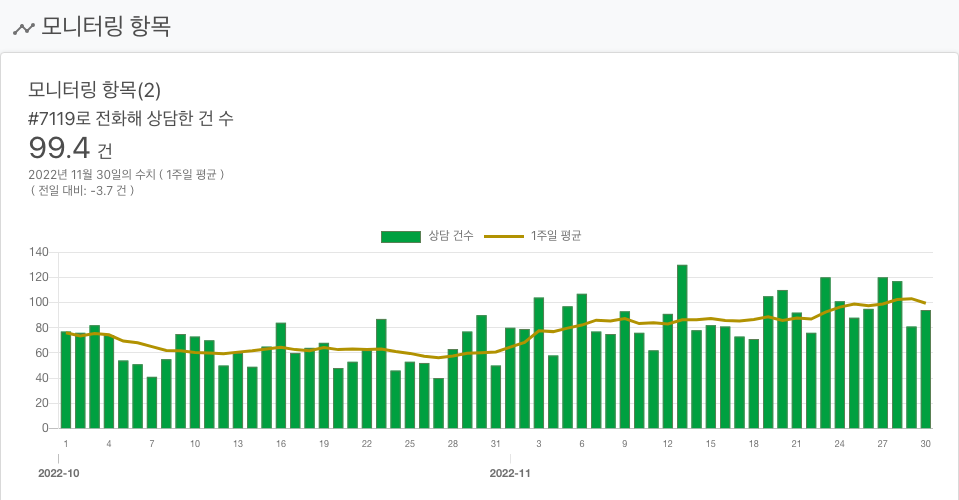 모니터링 항목
모니터링 항목(2)
#7119로 전화해 상담한 건 수
99.4 건
2022년 11월 30일의 수치 ( 1주일 평균 )
( 전일 대비: -3.7 건 )
상담 건수 1주일 평균
140
120
100
80
60
40
20
0
1 4 7 10 13 16 19 22 25 28 31 3 6 9 12 15 18 21 24 27 30
2022-10 2022-11